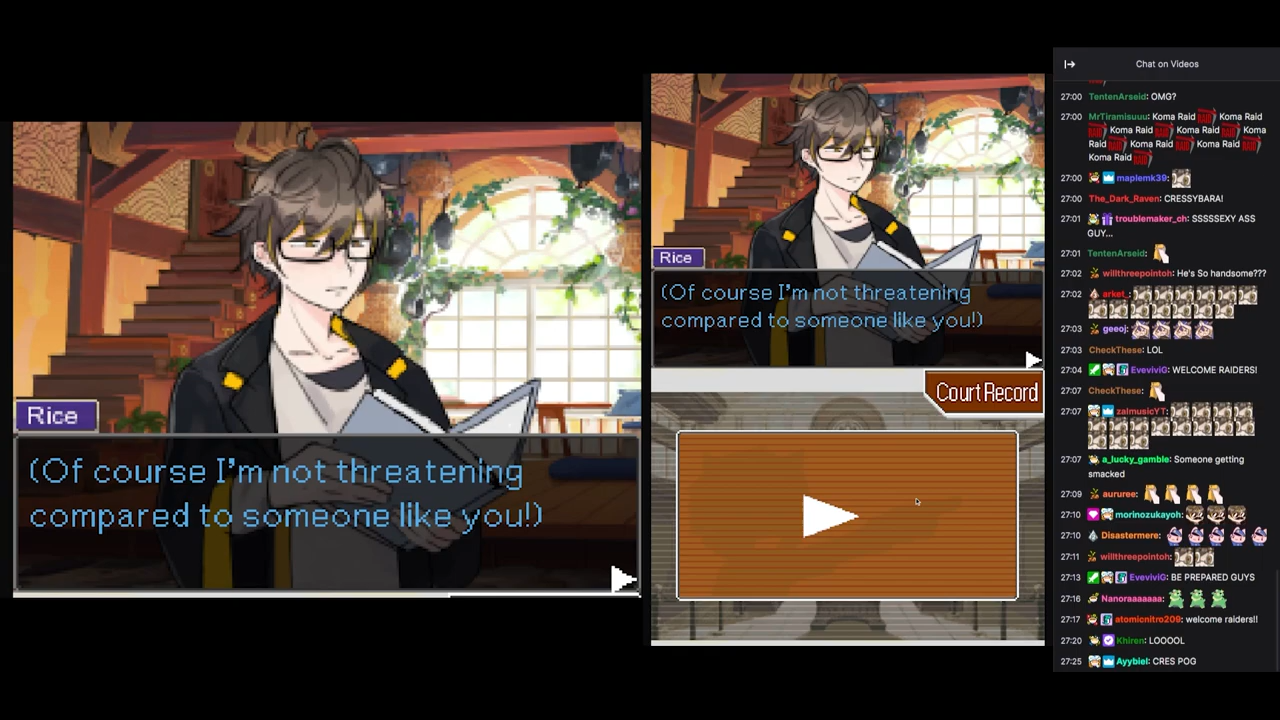 Rice
(Of course I'm not threatening
compared to someone like you!)
Rice
(Of course I'm not threatening
compared to someone like you!)
Court Record
Chat on Videos
27:00 TentenArseid: OMG?
27:00 MrTiramisuuu: Koma Raid Koma Raid
Koma Raid Koma Raid Koma
Raid Koma Raid Koma Raid
Koma Raid
27:00 maplemk39:
27:00 The_Dark_Raven: CRESSYBARA!
27:01 troublemaker_ch: SSSSSEXY ASS
GUY...
27:01 TentenArseid:
27:02 willthreepointoh: He's So handsome???
27:02 arket_:
27:03 geeoj:
27:03 CheckThese: LOL
27:04 EveviviG: WELCOME RAIDERS!
27:07 CheckThese:
27:07 zalmusicYT:
27:07 a_lucky_gamble: Someone getting
smacked
27:09 aururee:
27:10 morinozukayoh:
27:10 Disastermere:
27:11 willthreepointoh:
27:13 EveviviG: BE PREPARED GUYS
27:16 Nanoraaaaaaa:
27:17 atomicnitro209: welcome raiders!!
27:20 Khiren: LOOOOL
27:25 Ayybiel: CRES POG